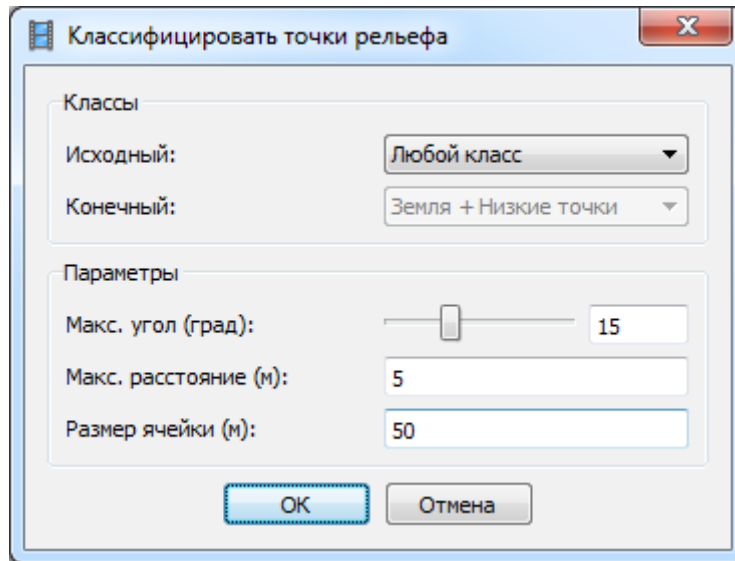 Классифицировать точки рельефа
Классы
Исходный: Любой класс
Конечный: Земля + Низкие точки
Параметры
Макс. угол (град): 15
Макс. расстояние (м): 5
Размер ячейки (м): 50
OK Отмена